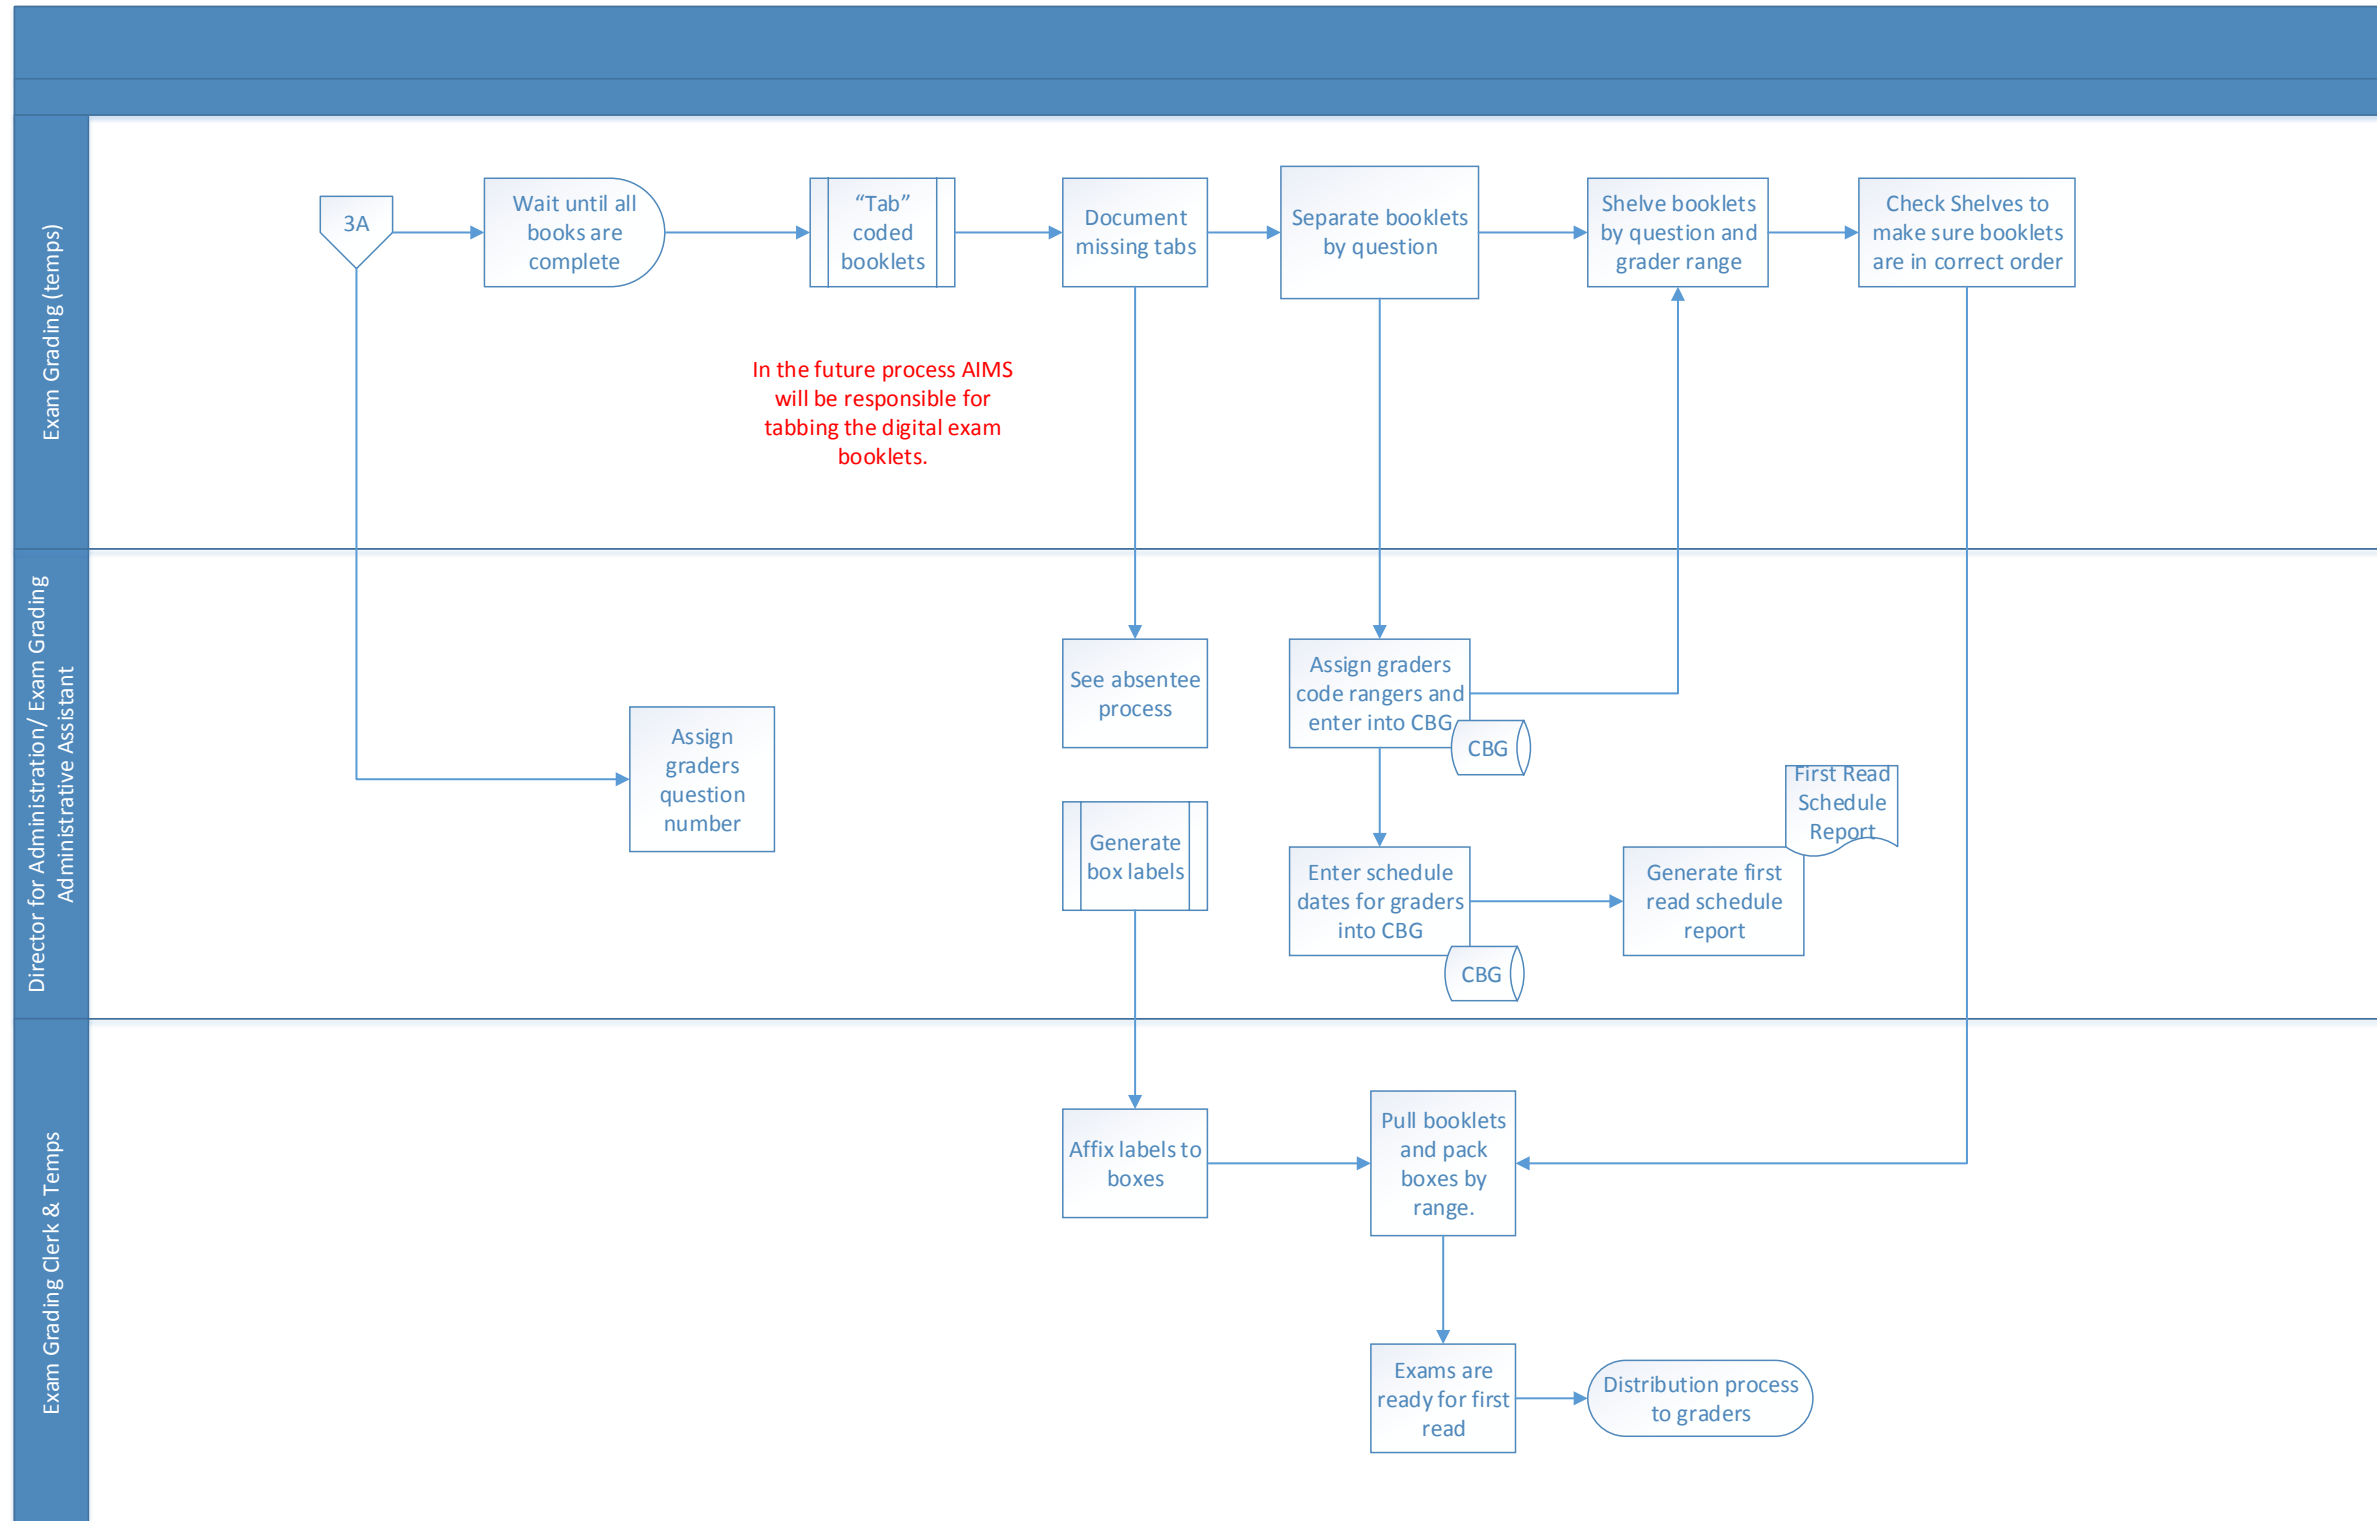 Exam Grading (temps)
3A
Wait until all
books are
complete
“Tab”
coded
booklets
Document
missing tabs
Separate booklets
by question
Shelve booklets
by question and
grader range
Check Shelves to
make sure booklets
are in correct order
In the future process AIMS
will be responsible for
tabbing the digital exam
booklets.
Director for Administration/ Exam Grading
Administrative Assistant
Assign
graders
question
number
See absentee
process
Assign graders
code rangers and
enter into CBG
CBG
Generate
box labels
Enter schedule
dates for graders
into CBG
CBG
First Read
Schedule
Report
Generate first
read schedule
report
Exam Grading Clerk & Temps
Affix labels to
boxes
Pull booklets
and pack
boxes by
range.
Exams are
ready for first
read
Distribution process
to graders